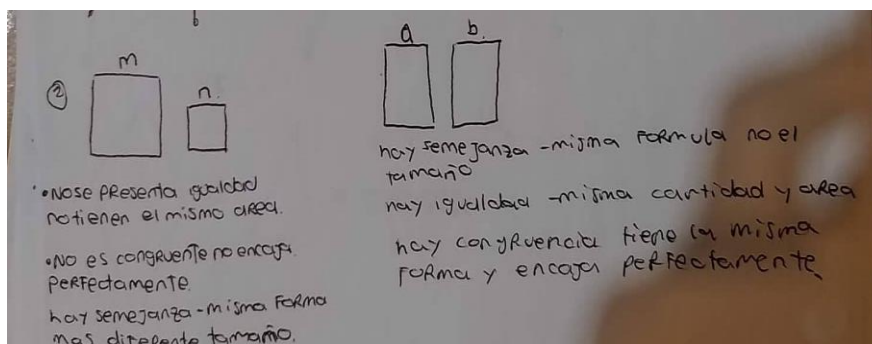 b
②
m
n.
• NOSE PRESENTA igualdad
no tienen el mismo area.
• NO es congruente no encaja
PERFectamente.
hay semejanza - misma FoRma
mas diferente tamaño.
a
b.
hay semejanza - misma FORmula no el
tamaño
hay igualdad - misma cantidad y area
hay congRuencia tiene la misma
FORMA y encaja peRFectamente.